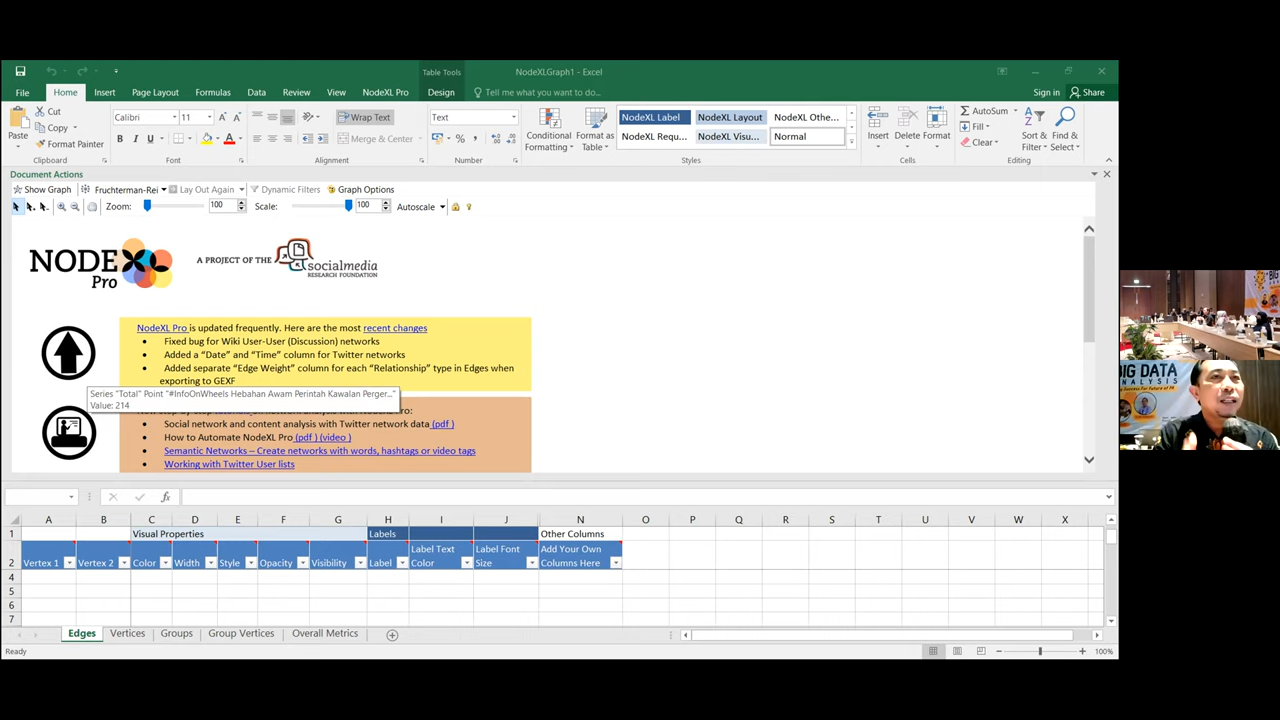 Table Tools
NodeXLGraph1 - Excel
File
Home
Insert
Page Layout
Formulas
Data
Review
View
NodeXL Pro
Design
Tell me what you want to do...
Sign in
Share
Cut
Copy
Format Painter
Paste
Clipboard
Calibri
11
B I U
Font
Wrap Text
Merge & Center
Alignment
Text
Number
Conditional Formatting
Format as Table
NodeXL Label
NodeXL Layout
NodeXL Othe...
NodeXL Requ...
NodeXL Visu...
Normal
Styles
Insert
Delete
Format
Cells
AutoSum
Fill
Clear
Sort & Filter
Find & Select
Editing
Document Actions
Show Graph
Fruchterman-Rei
Lay Out Again
Dynamic Filters
Graph Options
Zoom:
100
Scale:
100
Autoscale
NODEXL
Pro
A PROJECT OF THE
socialmedia
RESEARCH FOUNDATION
NodeXL Pro is updated frequently. Here are the most recent changes
• Fixed bug for Wiki User-User (Discussion) networks
• Added a “Date” and “Time” column for Twitter networks
• Added separate “Edge Weight” column for each “Relationship” type in Edges when
exporting to GEXF
Series "Total" Point "#InfoOnWheels Hebahan Awam Perintah Kawalan Perger..."
Value: 214
• Social network and content analysis with Twitter network data (pdf )
• How to Automate NodeXL Pro (pdf ) (video )
• Semantic Networks – Create networks with words, hashtags or video tags
• Working with Twitter User lists
fx
A B C D E F G H I J N O P Q R S T U V W X
1 Visual Properties Labels Other Columns
2 Vertex 1 Vertex 2 Color Width Style Opacity Visibility Label Label Text Color Label Font Size Add Your Own Columns Here
4
5
6
7
Edges
Vertices
Groups
Group Vertices
Overall Metrics
Ready
100%
BIG DATA
ANALYSIS